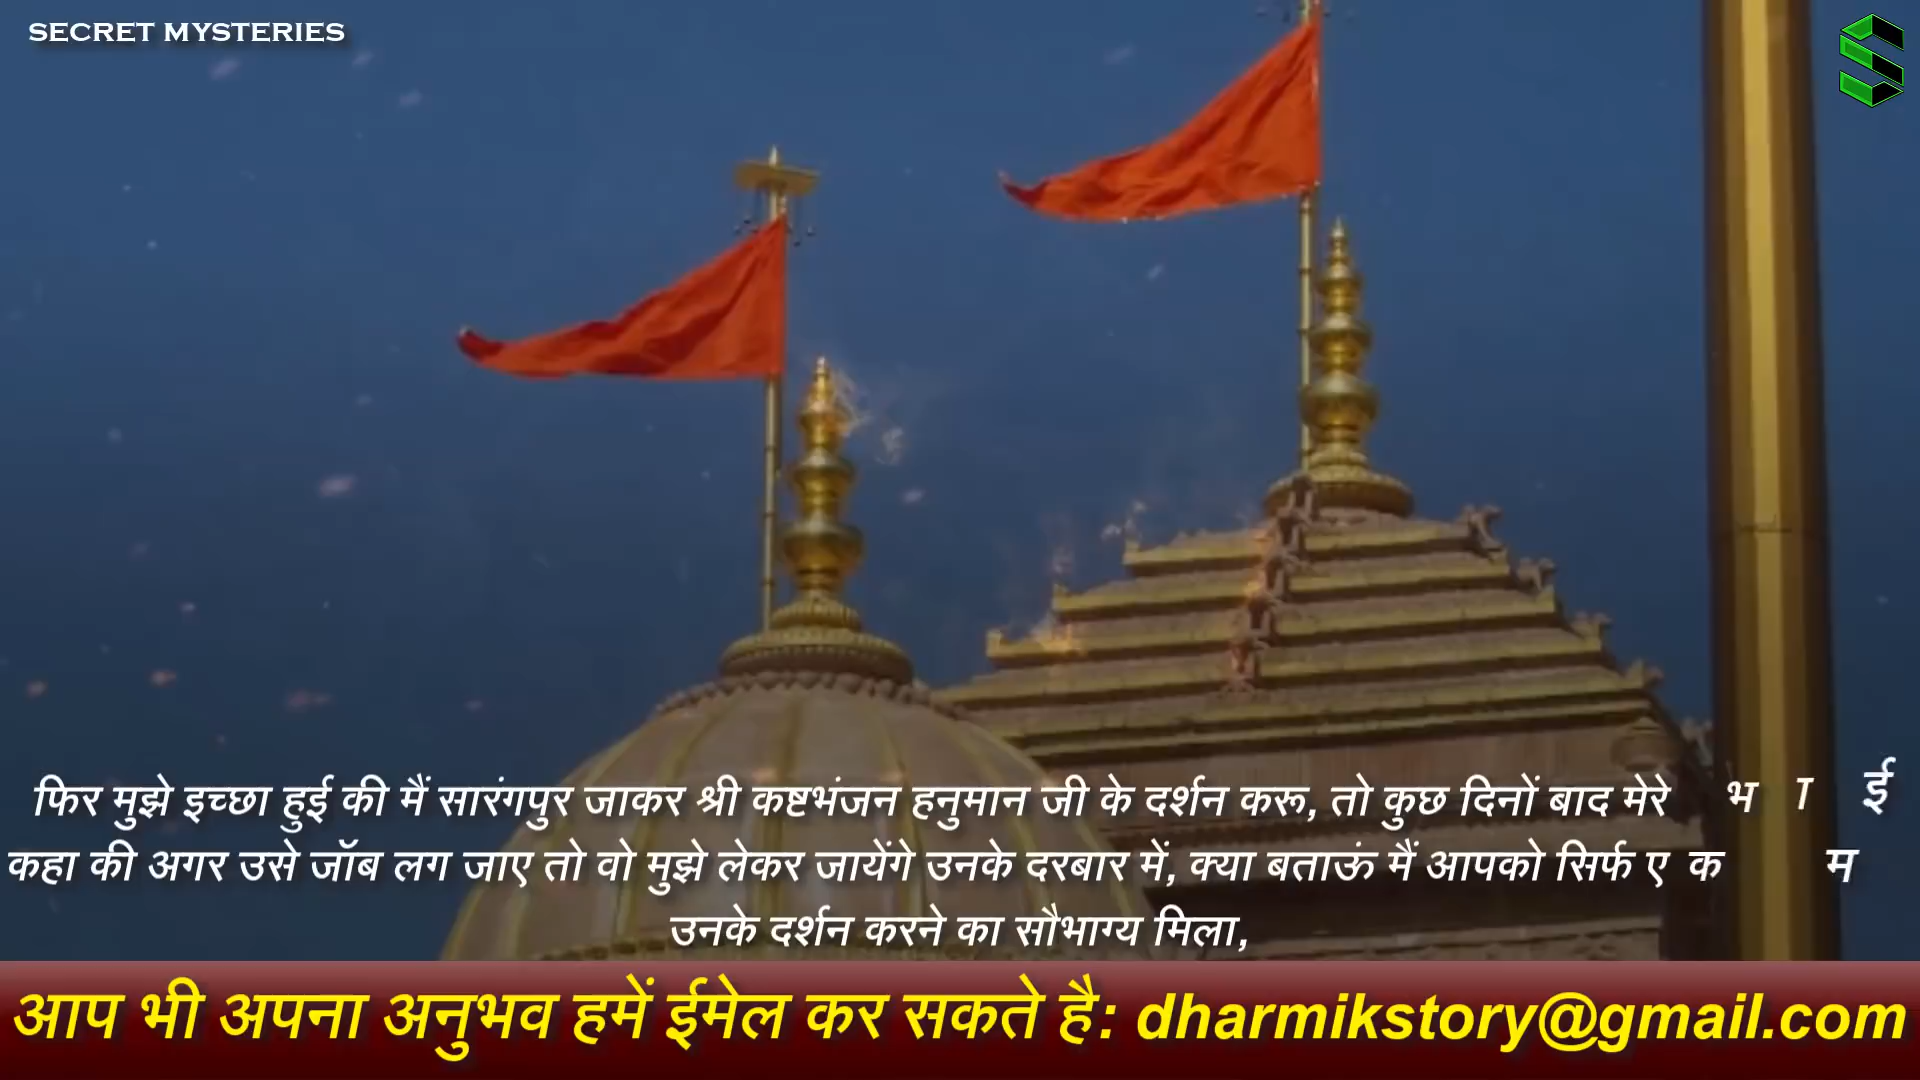 SECRET MYSTERIES
फिर मुझे इच्छा हुई की मैं सारंगपुर जाकर श्री कष्टभंजन हनुमान जी के दर्शन करू, तो कुछ दिनों बाद मेरे भाई
कहा की अगर उसे जॉब लग जाए तो वो मुझे लेकर जायेंगे उनके दरबार में, क्या बताऊं मैं आपको सिर्फ एक म
उनके दर्शन करने का सौभाग्य मिला,
आप भी अपना अनुभव हमें ईमेल कर सकते है: dharmikstory@gmail.com